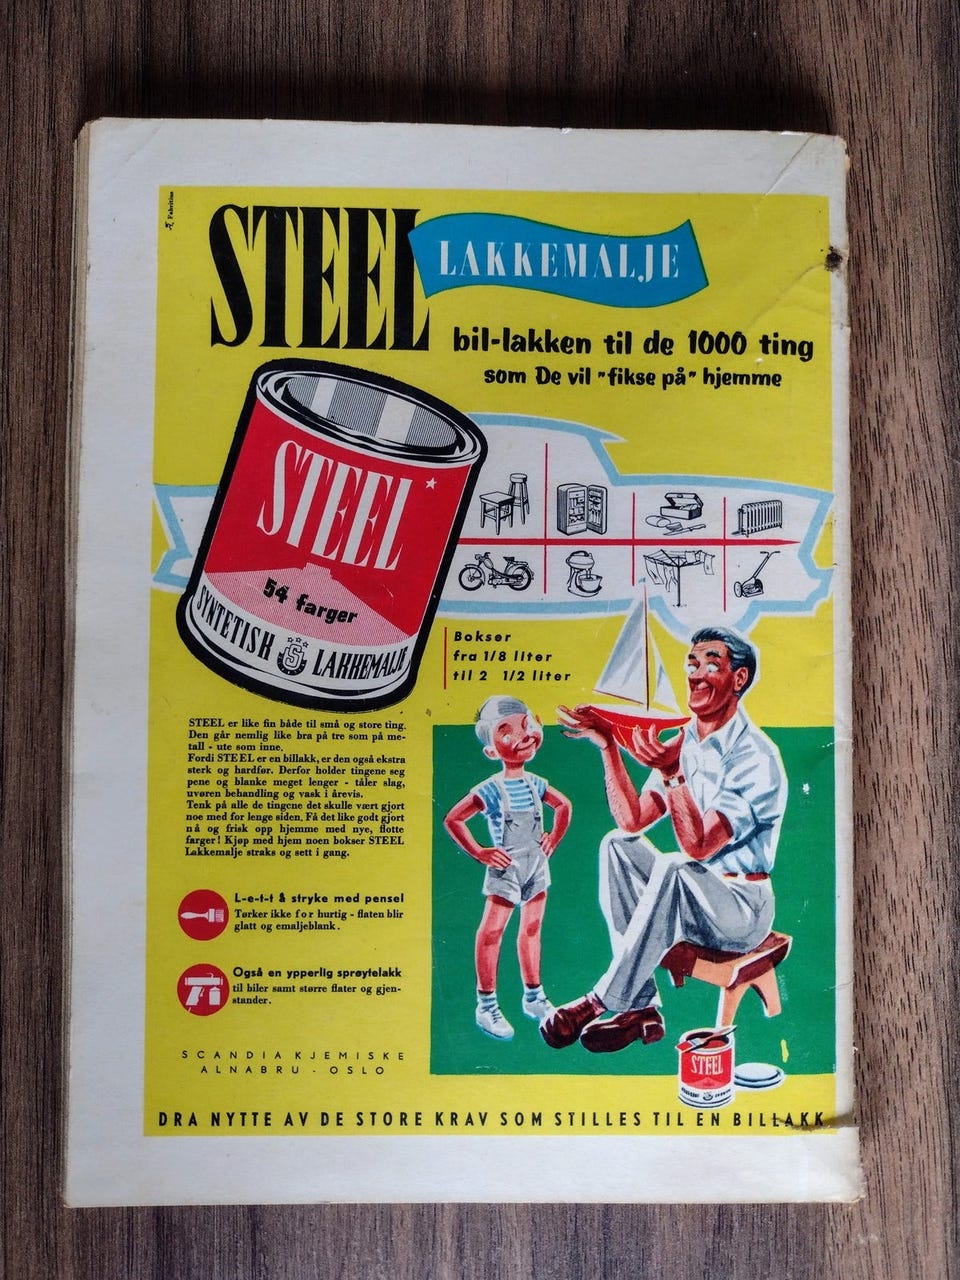 Fabritius
STEEL LAKKEMALJE
bil-lakken til de 1000 ting
som De vil "fikse på" hjemme
STEEL
54 farger
SYNTETISK S LAKKEMALJE
Bokser
fra 1/8 liter
til 2 1/2 liter
STEEL er like fin både til små og store ting.
Den går nemlig like bra på tre som på me-
tall - ute som inne.
Fordi STEEL er en billakk, er den også ekstra
sterk og hardfør. Derfor holder tingene seg
pene og blanke meget lenger - tåler slag,
uvøren behandling og vask i årevis.
Tenk på alle de tingene det skulle vært gjort
noe med for lenge siden. Få det like godt gjort
nå og frisk opp hjemme med nye, flotte
farger! Kjøp med hjem noen bokser STEEL
Lakkemalje straks og sett i gang.
L-e-t-t å stryke med pensel
Tørker ikke for hurtig - flaten blir
glatt og emaljeblank.
Også en ypperlig sprøytelakk
til biler samt større flater og gjen-
stander.
STEEL
SCANDIA KJEMISKE
ALNABRU - OSLO
DRA NYTTE AV DE STORE KRAV SOM STILLES TIL EN BILLAKK